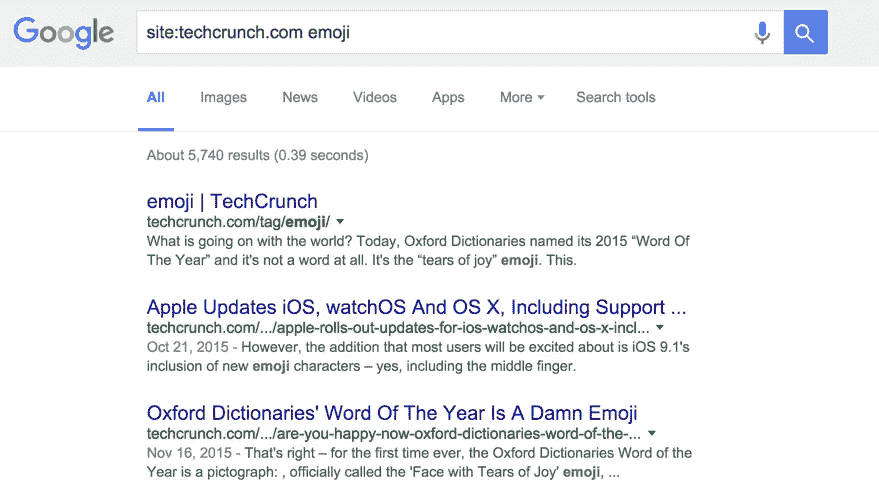 Google
site:techcrunch.com emoji
All Images News Videos Apps More Search tools
About 5,740 results (0.39 seconds)
emoji | TechCrunch
techcrunch.com/tag/emoji/
What is going on with the world? Today, Oxford Dictionaries named its 2015 “Word Of
The Year” and it's not a word at all. It's the “tears of joy” emoji. This.
Apple Updates iOS, watchOS And OS X, Including Support ...
techcrunch.com/.../apple-rolls-out-updates-for-ios-watchos-and-os-x-incl...
Oct 21, 2015 - However, the addition that most users will be excited about is iOS 9.1's
inclusion of new emoji characters – yes, including the middle finger.
Oxford Dictionaries' Word Of The Year Is A Damn Emoji
techcrunch.com/.../are-you-happy-now-oxford-dictionaries-word-of-the-...
Nov 16, 2015 - That's right – for the first time ever, the Oxford Dictionaries Word of the
Year is a pictograph: , officially called the 'Face with Tears of Joy' emoji, ...